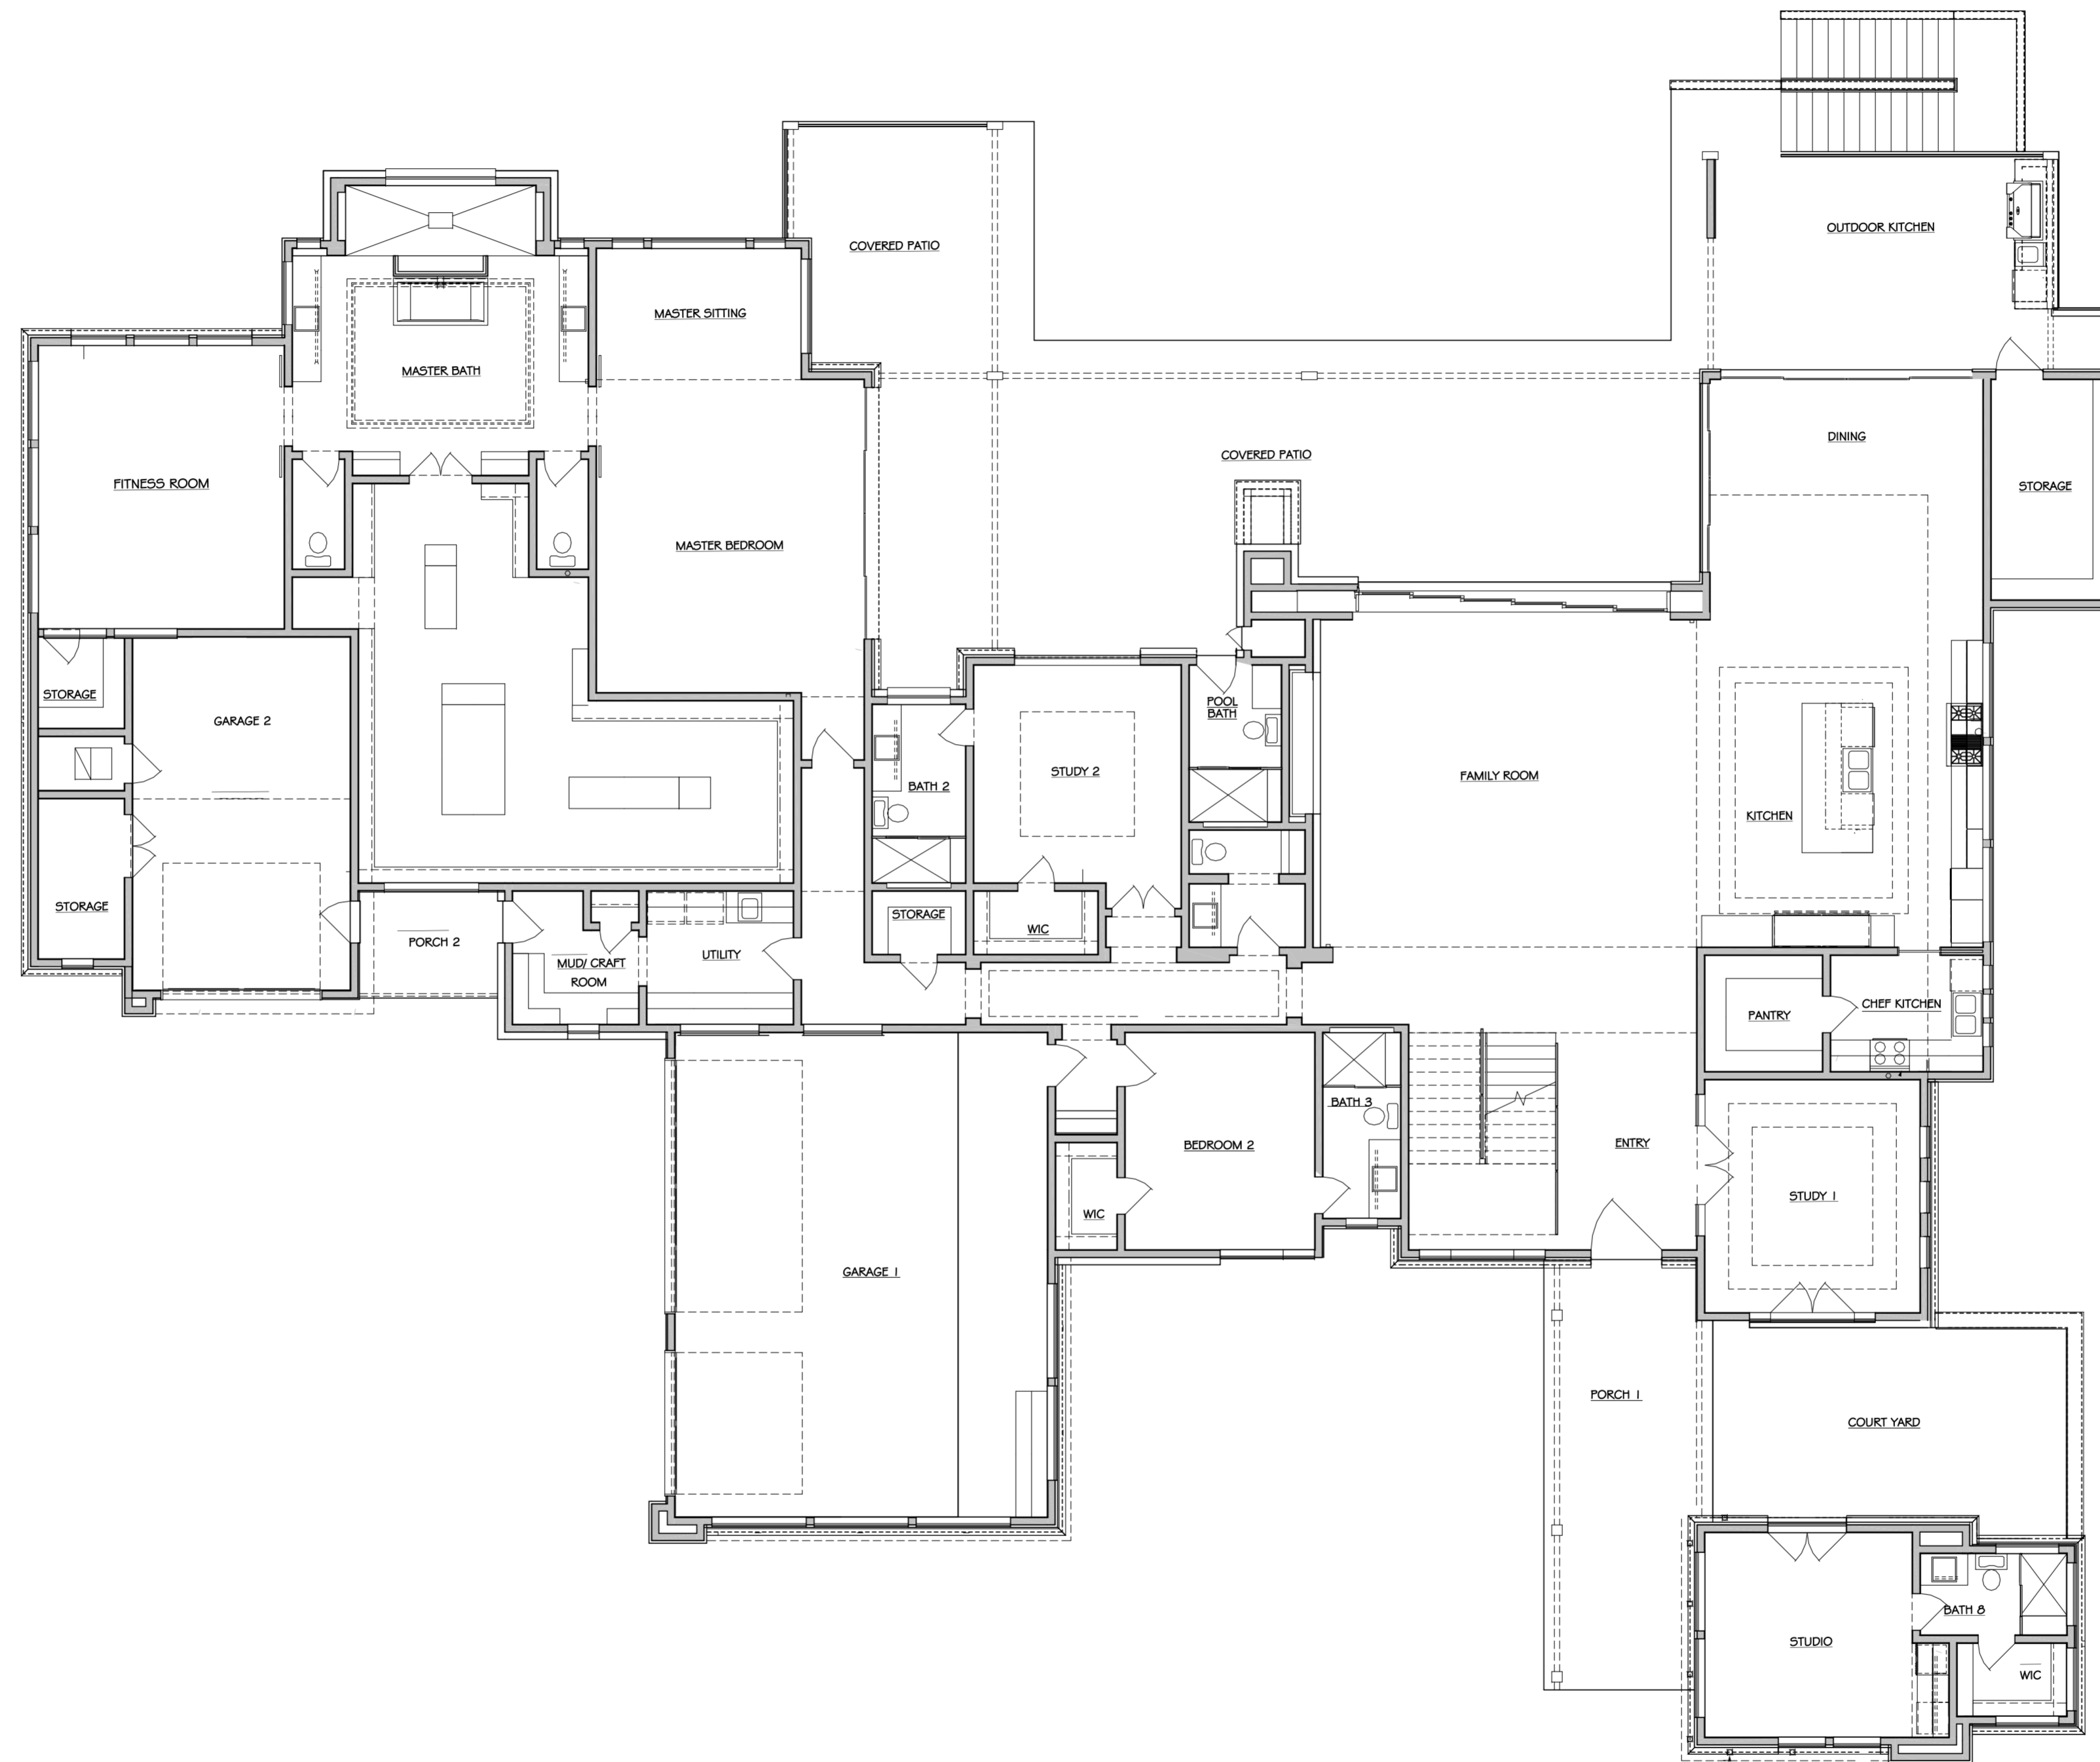 OUTDOOR KITCHEN
COVERED PATIO
MASTER SITTING
MASTER BATH
DINING
COVERED PATIO
FITNESS ROOM
STORAGE
MASTER BEDROOM
STORAGE
GARAGE 2
POOL
BATH
STUDY 2
FAMILY ROOM
BATH 2
KITCHEN
STORAGE
STORAGE
WIC
PORCH 2
UTILITY
MUD/ CRAFT
ROOM
CHEF KITCHEN
PANTRY
BATH 3
BEDROOM 2
ENTRY
STUDY 1
WIC
GARAGE 1
PORCH 1
COURT YARD
BATH 8
STUDIO
WIC